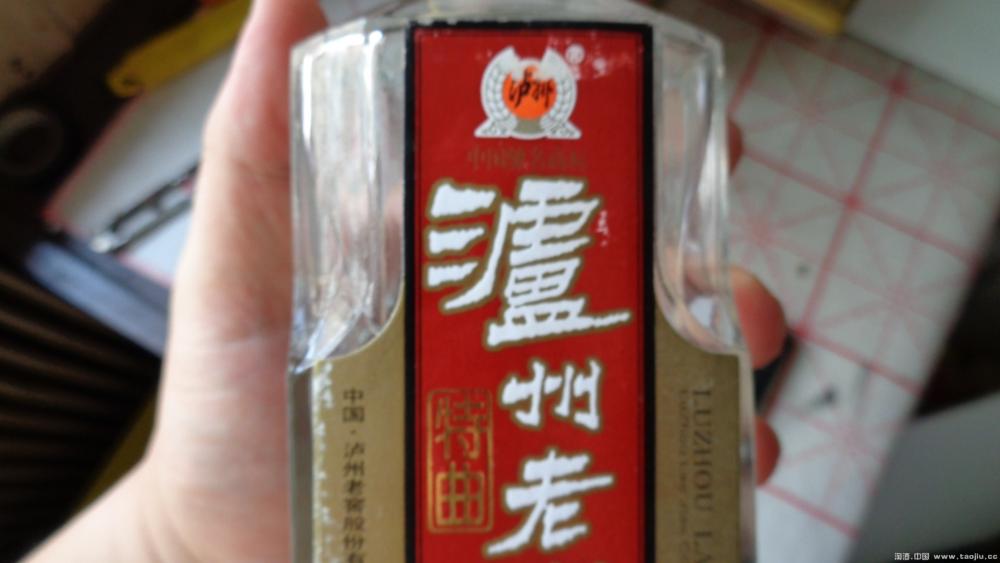 泸州
中国驰名商标
瀘州老
特曲
中国·泸州老窖股份有
LUZHOU LA
淘酒.中国 www.taojiu.cc